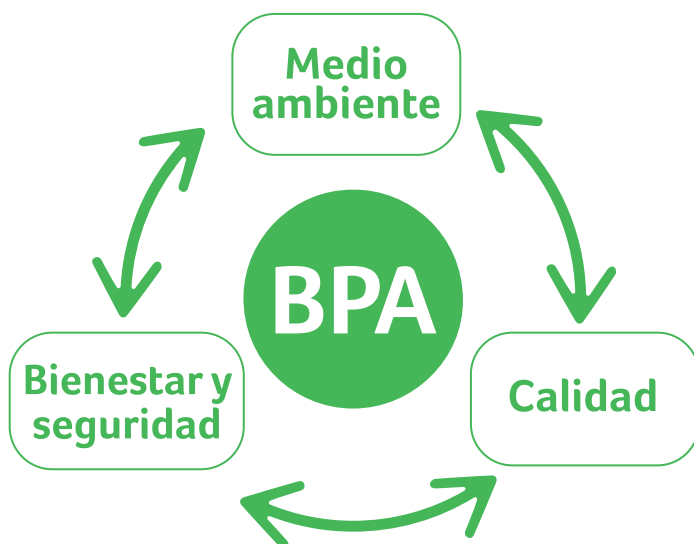 Medio
ambiente
BPA
Bienestar y
seguridad
Calidad